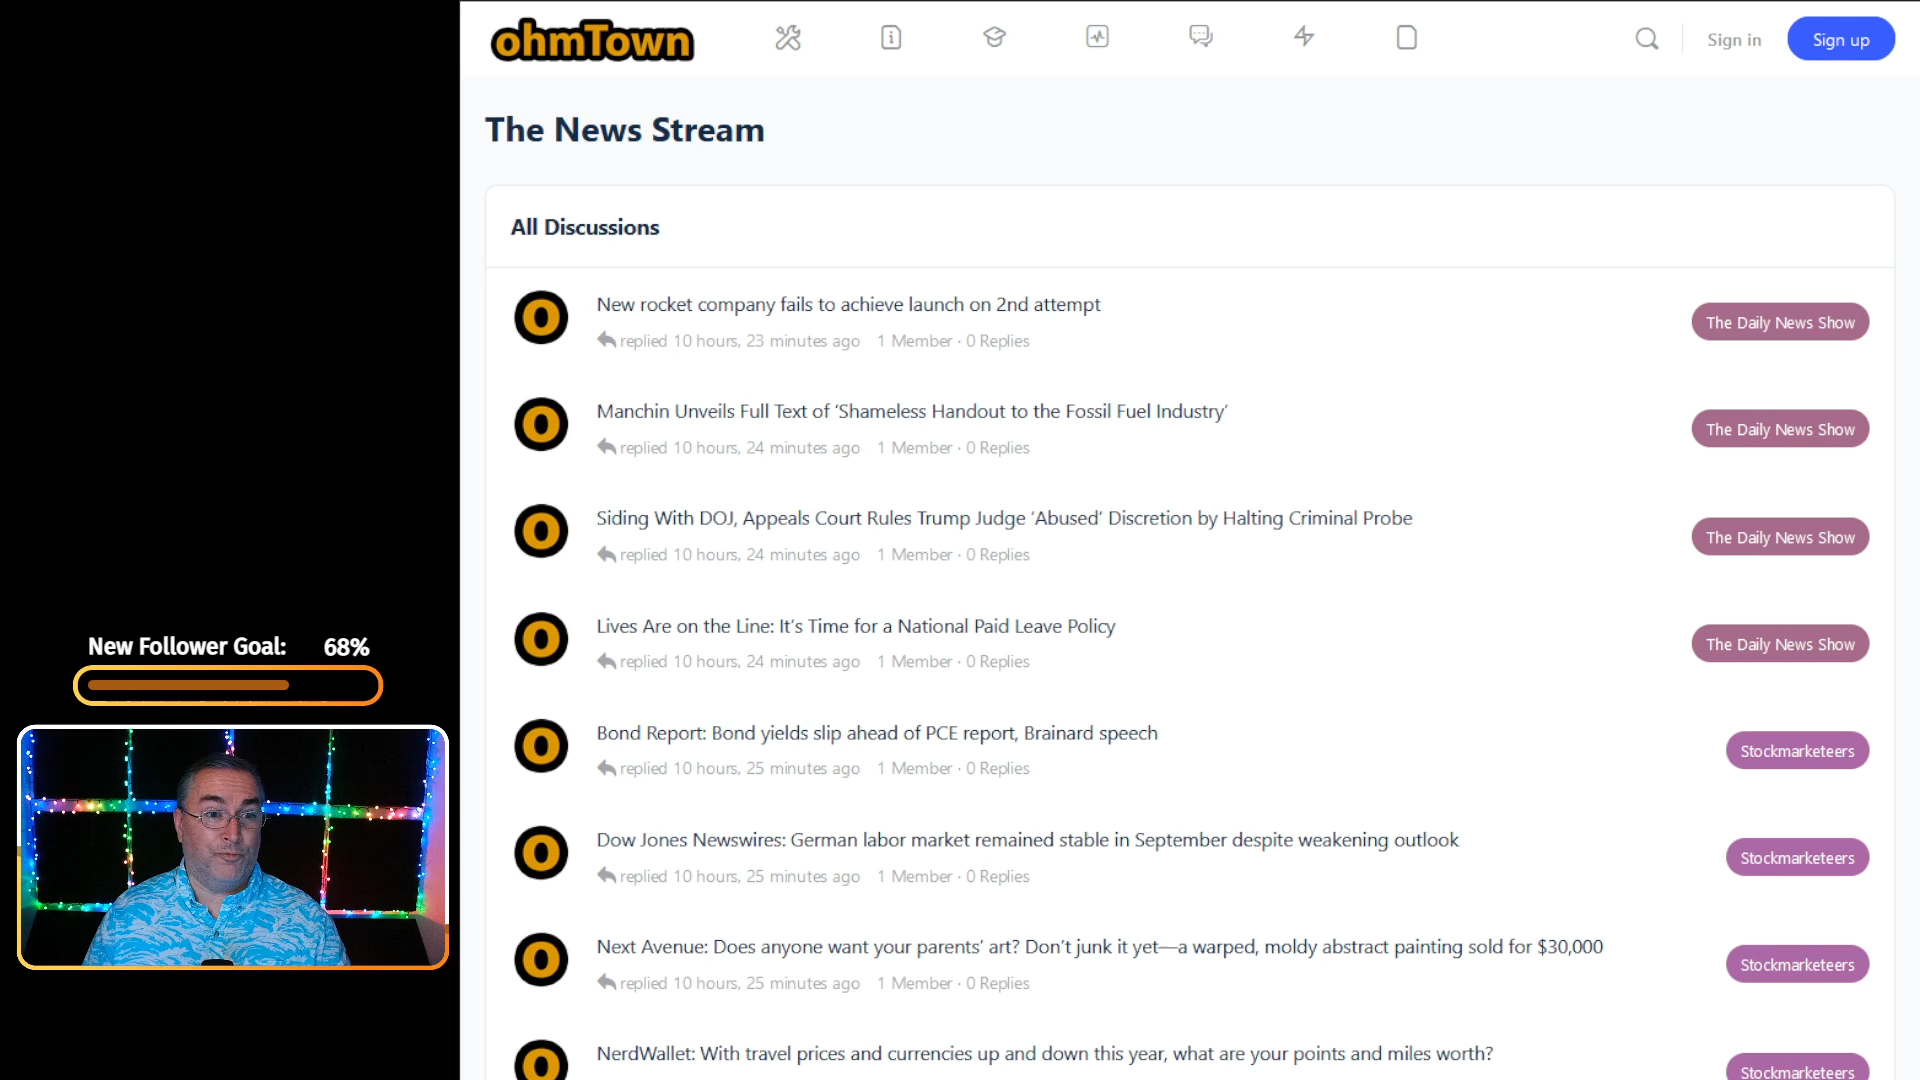 ohmTown
Sign in
Sign up
The News Stream
All Discussions
O
New rocket company fails to achieve launch on 2nd attempt
replied 10 hours, 23 minutes ago 1 Member · 0 Replies
The Daily News Show
O
Manchin Unveils Full Text of ‘Shameless Handout to the Fossil Fuel Industry’
replied 10 hours, 24 minutes ago 1 Member · 0 Replies
The Daily News Show
O
Siding With DOJ, Appeals Court Rules Trump Judge ‘Abused’ Discretion by Halting Criminal Probe
replied 10 hours, 24 minutes ago 1 Member · 0 Replies
The Daily News Show
O
Lives Are on the Line: It’s Time for a National Paid Leave Policy
replied 10 hours, 24 minutes ago 1 Member · 0 Replies
The Daily News Show
O
Bond Report: Bond yields slip ahead of PCE report, Brainard speech
replied 10 hours, 25 minutes ago 1 Member · 0 Replies
Stockmarketeers
O
Dow Jones Newswires: German labor market remained stable in September despite weakening outlook
replied 10 hours, 25 minutes ago 1 Member · 0 Replies
Stockmarketeers
O
Next Avenue: Does anyone want your parents’ art? Don’t junk it yet—a warped, moldy abstract painting sold for $30,000
replied 10 hours, 25 minutes ago 1 Member · 0 Replies
Stockmarketeers
O
NerdWallet: With travel prices and currencies up and down this year, what are your points and miles worth?
Stockmarketeers
New Follower Goal: 68%